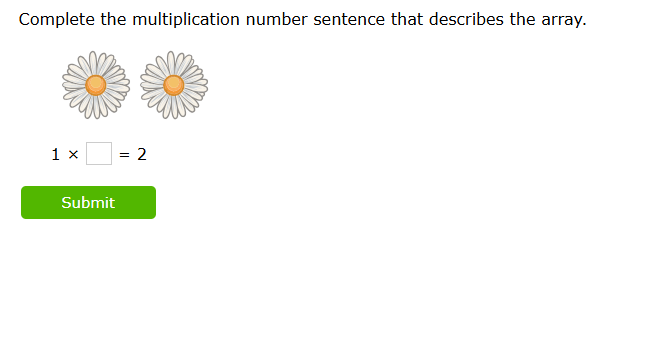 Complete the multiplication number sentence that describes the array.
1 × = 2
Submit